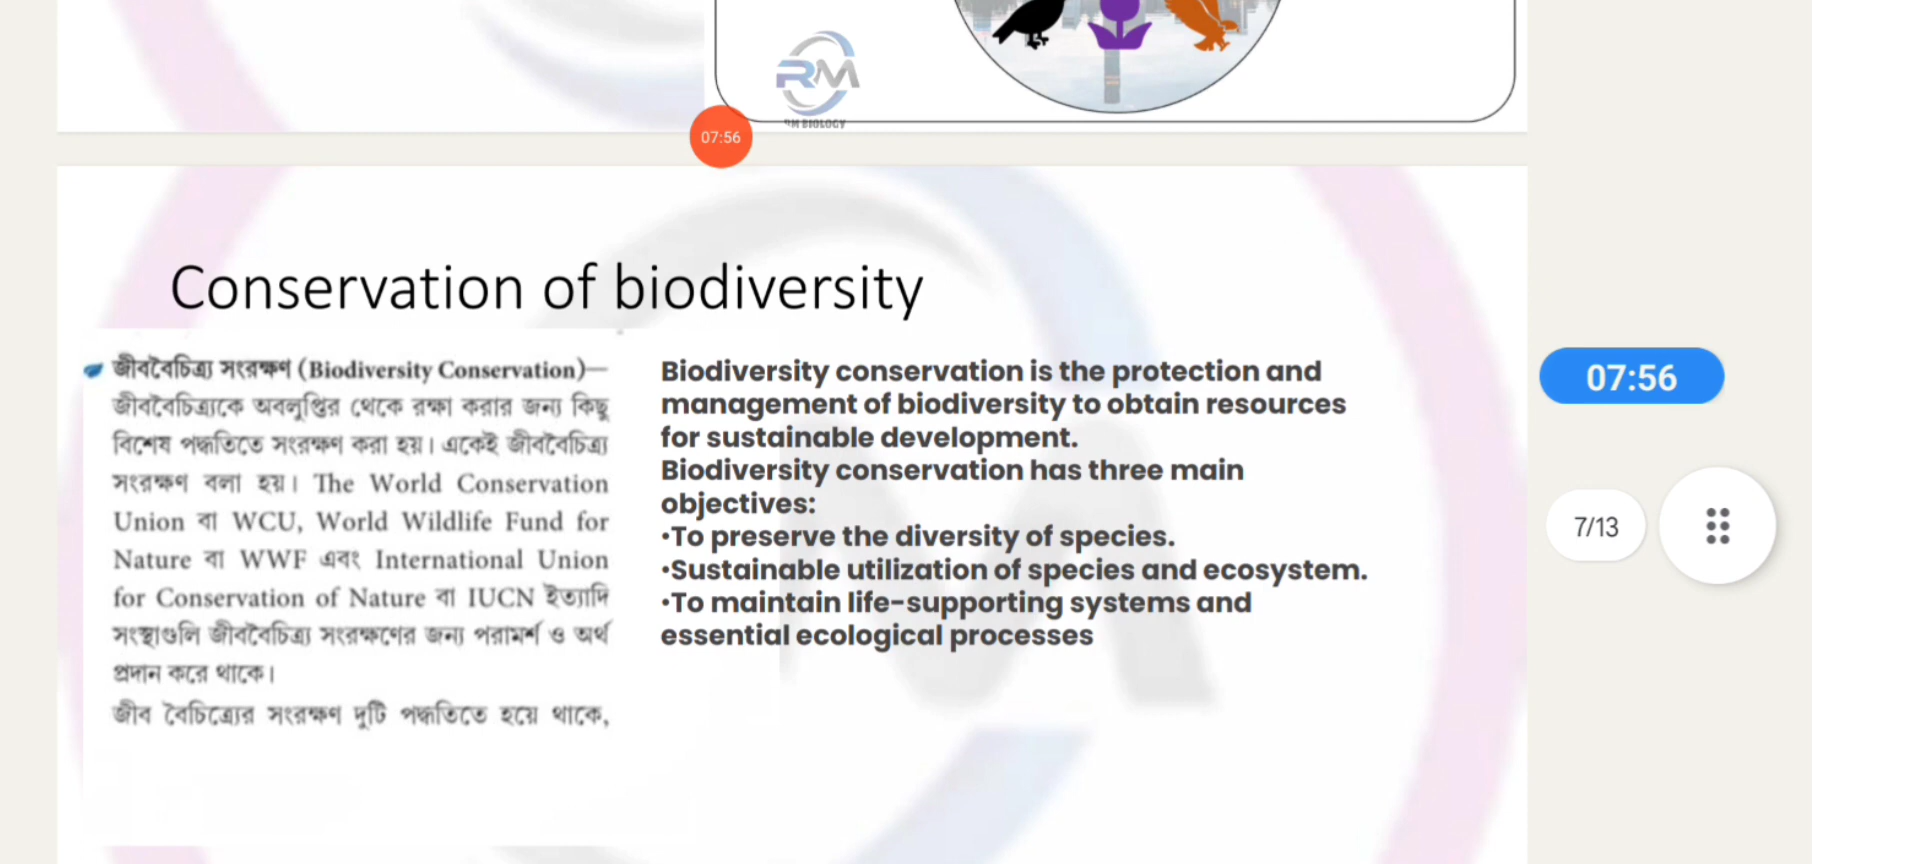 RM
RM BIOLOGY
07:56
Conservation of biodiversity
জীববৈচিত্র্য সংরক্ষণ (Biodiversity Conservation)—
জীববৈচিত্র্যকে অবলুপ্তির থেকে রক্ষা করার জন্য কিছু
বিশেষ পদ্ধতিতে সংরক্ষণ করা হয়। একেই জীববৈচিত্র্য
সংরক্ষণ বলা হয়। The World Conservation
Union বা WCU, World Wildlife Fund for
Nature বা WWF এবং International Union
for Conservation of Nature বা IUCN ইত্যাদি
সংস্থাগুলি জীববৈচিত্র্য সংরক্ষণের জন্য পরামর্শ ও অর্থ
প্রদান করে থাকে।
জীব বৈচিত্র্যের সংরক্ষণ দুটি পদ্ধতিতে হয়ে থাকে,
Biodiversity conservation is the protection and
management of biodiversity to obtain resources
for sustainable development.
Biodiversity conservation has three main
objectives:
•To preserve the diversity of species.
•Sustainable utilization of species and ecosystem.
•To maintain life-supporting systems and
essential ecological processes
07:56
7/13